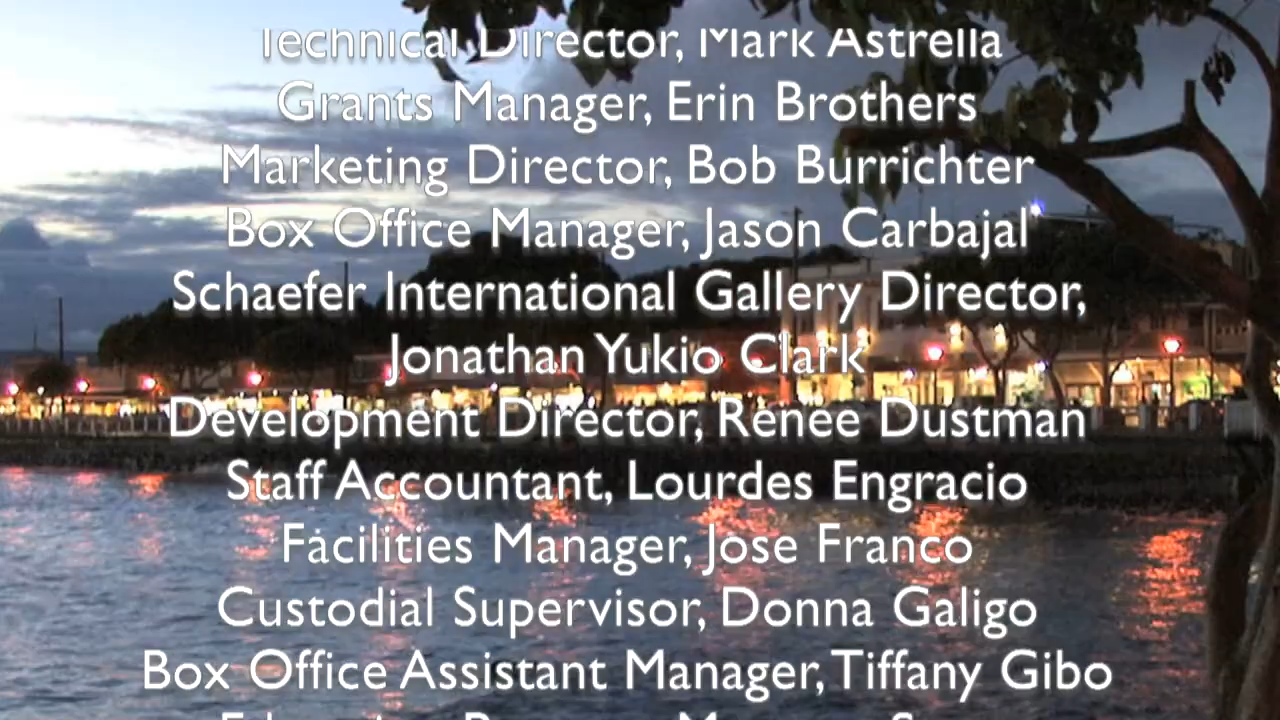 Technical Director, Mark Astrella
Grants Manager, Erin Brothers
Marketing Director, Bob Burrichter
Box Office Manager, Jason Carbajal
Schaefer International Gallery Director,
Jonathan Yukio Clark
Development Director, Renee Dustman
Staff Accountant, Lourdes Engracio
Facilities Manager, Jose Franco
Custodial Supervisor, Donna Galigo
Box Office Assistant Manager, Tiffany Gibo